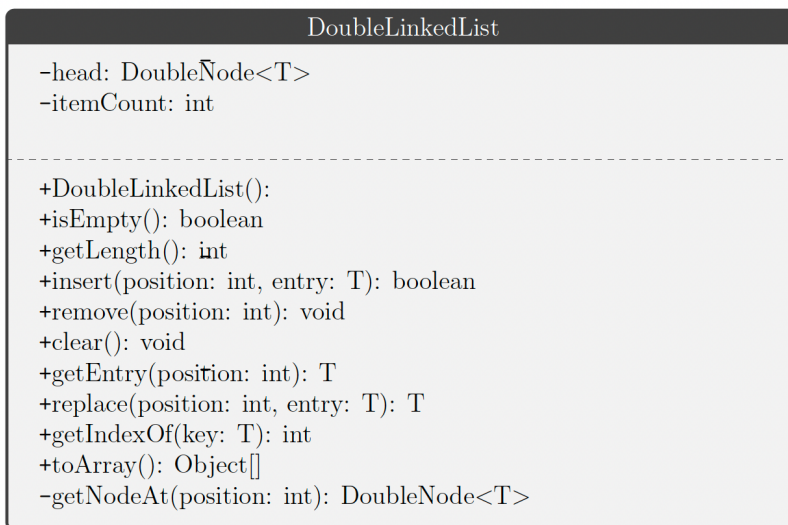 DoubleLinkedList
-head: DoubleNode<T>
-itemCount: int
+DoubleLinkedList():
+isEmpty(): boolean
+getLength(): int
+insert(position: int, entry: T): boolean
+remove(position: int): void
+clear(): void
+getEntry(position: int): T
+replace(position: int, entry: T): T
+getIndexOf(key: T): int
+toArray(): Object[]
-getNodeAt(position: int): DoubleNode<T>